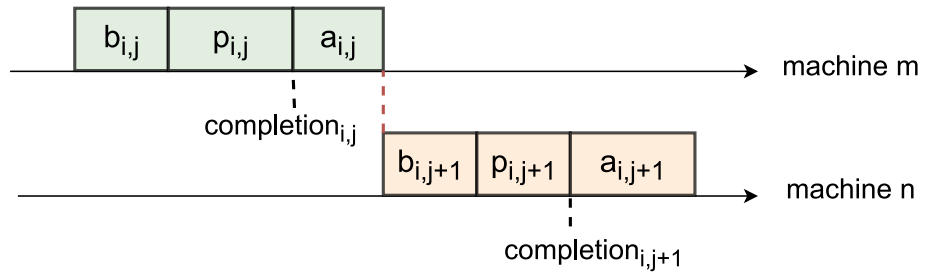 b_{i,j} p_{i,j} a_{i,j}
machine m
completion_{i,j}
b_{i,j+1} p_{i,j+1} a_{i,j+1}
machine n
completion_{i,j+1}